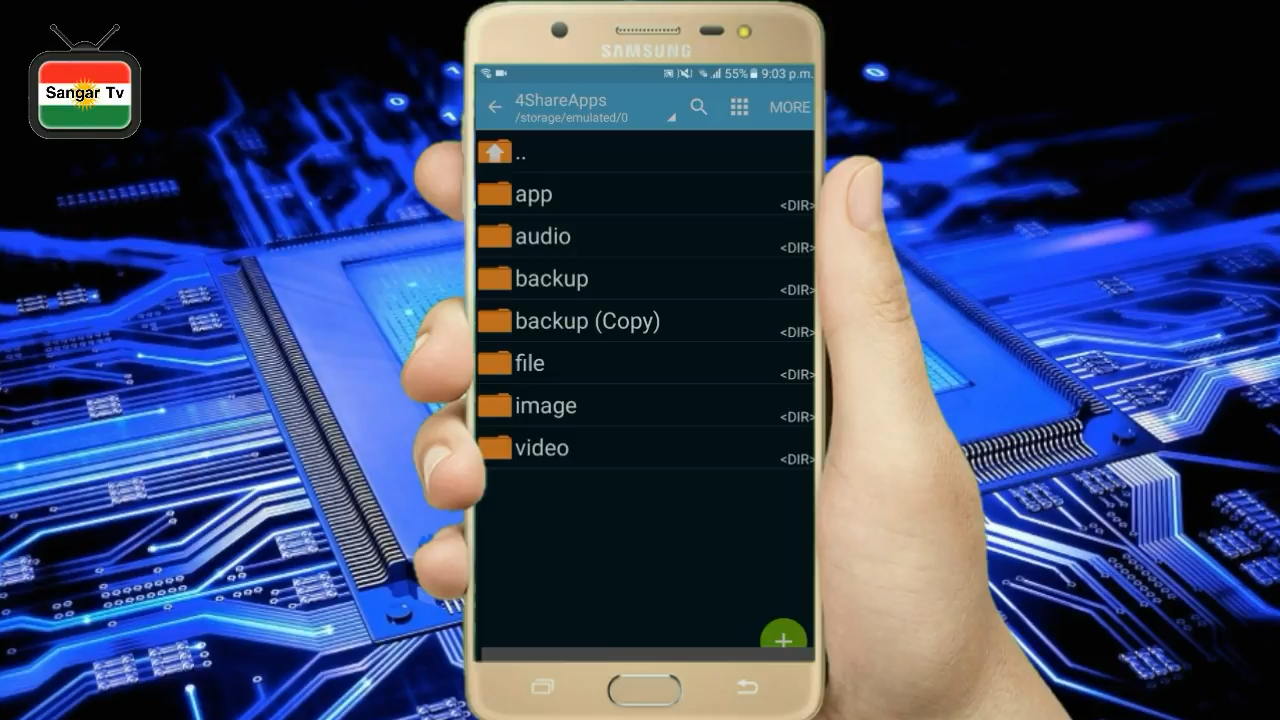 Sangar Tv
SAMSUNG
55% 9:03 p.m.
4ShareApps
/storage/emulated/0
MORE
..
app
<DIR>
audio
<DIR>
backup
<DIR>
backup (Copy)
<DIR>
file
<DIR>
image
<DIR>
video
<DIR>